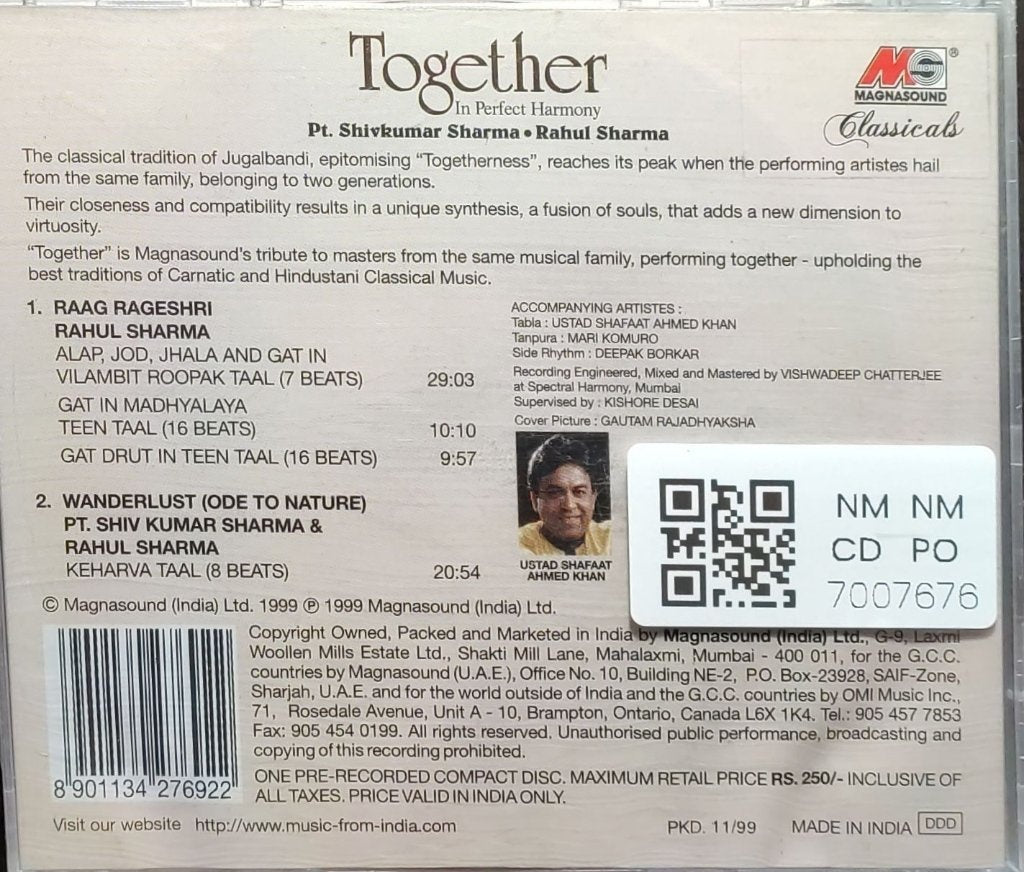 Together
In Perfect Harmony
Pt. Shivkumar Sharma • Rahul Sharma
MS®
MAGNASOUND
Classicals
The classical tradition of Jugalbandi, epitomising “Togetherness”, reaches its peak when the performing artistes hail
from the same family, belonging to two generations.
Their closeness and compatibility results in a unique synthesis, a fusion of souls, that adds a new dimension to
virtuosity.
“Together” is Magnasound's tribute to masters from the same musical family, performing together - upholding the
best traditions of Carnatic and Hindustani Classical Music.
1. RAAG RAGESHRI
RAHUL SHARMA
ALAP, JOD, JHALA AND GAT IN
VILAMBIT ROOPAK TAAL (7 BEATS) 29:03
GAT IN MADHYALAYA
TEEN TAAL (16 BEATS) 10:10
GAT DRUT IN TEEN TAAL (16 BEATS) 9:57
2. WANDERLUST (ODE TO NATURE)
PT. SHIV KUMAR SHARMA &
RAHUL SHARMA
KEHARVA TAAL (8 BEATS) 20:54
ACCOMPANYING ARTISTES :
Tabla : USTAD SHAFAAT AHMED KHAN
Tanpura : MARI KOMURO
Side Rhythm : DEEPAK BORKAR
Recording Engineered, Mixed and Mastered by VISHWADEEP CHATTERJEE
at Spectral Harmony, Mumbai
Supervised by : KISHORE DESAI
Cover Picture : GAUTAM RAJADHYAKSHA
USTAD SHAFAAT
AHMED KHAN
NM NM
CD PO
7007676
© Magnasound (India) Ltd. 1999 ℗ 1999 Magnasound (India) Ltd.
Copyright Owned, Packed and Marketed in India by Magnasound (India) Ltd., G-9, Laxmi
Woollen Mills Estate Ltd., Shakti Mill Lane, Mahalaxmi, Mumbai - 400 011, for the G.C.C.
countries by Magnasound (U.A.E.), Office No. 10, Building NE-2, P.O. Box-23928, SAIF-Zone,
Sharjah, U.A.E. and for the world outside of India and the G.C.C. countries by OMI Music Inc.,
71, Rosedale Avenue, Unit A - 10, Brampton, Ontario, Canada L6X 1K4. Tel.: 905 457 7853
Fax: 905 454 0199. All rights reserved. Unauthorised public performance, broadcasting and
copying of this recording prohibited.
8 901134 276922
ONE PRE-RECORDED COMPACT DISC. MAXIMUM RETAIL PRICE RS. 250/- INCLUSIVE OF
ALL TAXES. PRICE VALID IN INDIA ONLY.
Visit our website http://www.music-from-india.com PKD. 11/99 MADE IN INDIA DDD